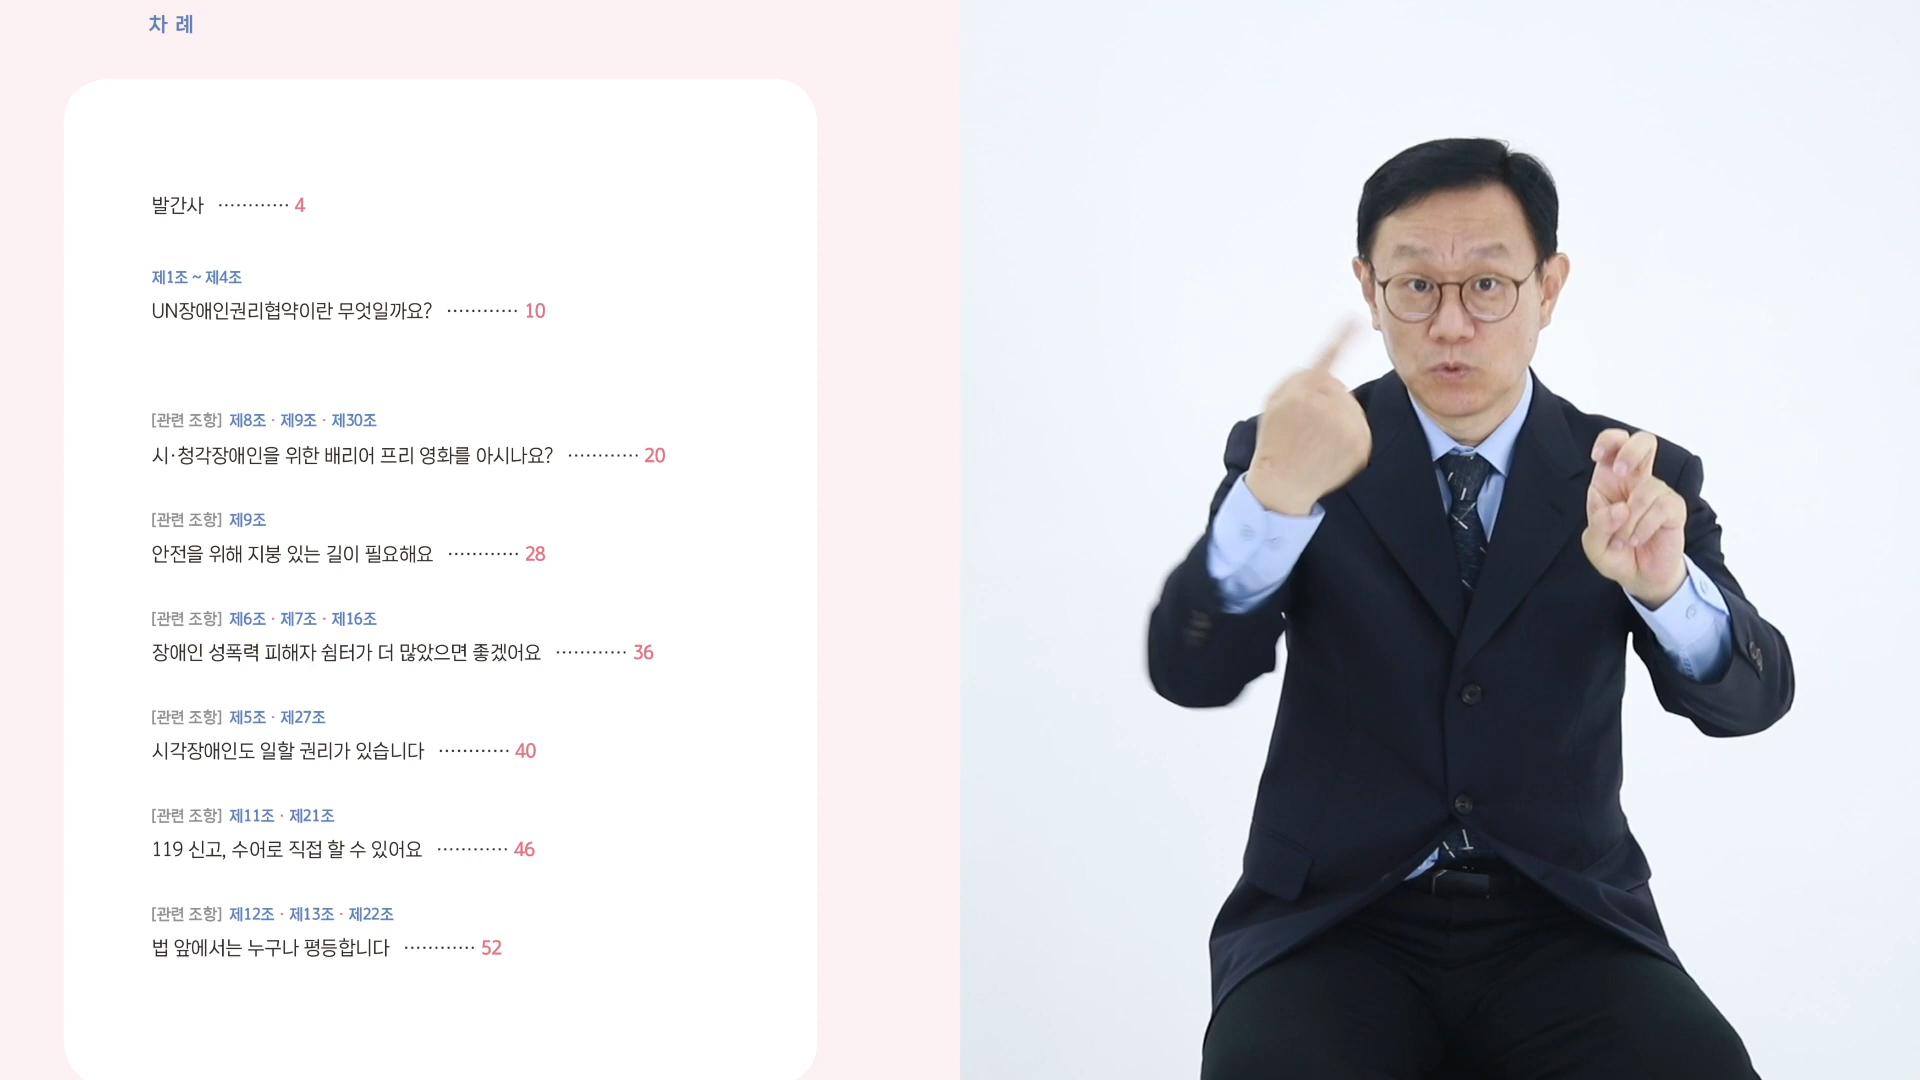 차 례
발간사 ············ 4
제1조 ~ 제4조
UN장애인권리협약이란 무엇일까요? ············ 10
[관련 조항] 제8조 · 제9조 · 제30조
시·청각장애인을 위한 배리어 프리 영화를 아시나요? ············ 20
[관련 조항] 제9조
안전을 위해 지붕 있는 길이 필요해요 ············ 28
[관련 조항] 제6조 · 제7조 · 제16조
장애인 성폭력 피해자 쉼터가 더 많았으면 좋겠어요 ············ 36
[관련 조항] 제5조 · 제27조
시각장애인도 일할 권리가 있습니다 ············ 40
[관련 조항] 제11조 · 제21조
119 신고, 수어로 직접 할 수 있어요 ············ 46
[관련 조항] 제12조 · 제13조 · 제22조
법 앞에서는 누구나 평등합니다 ············ 52